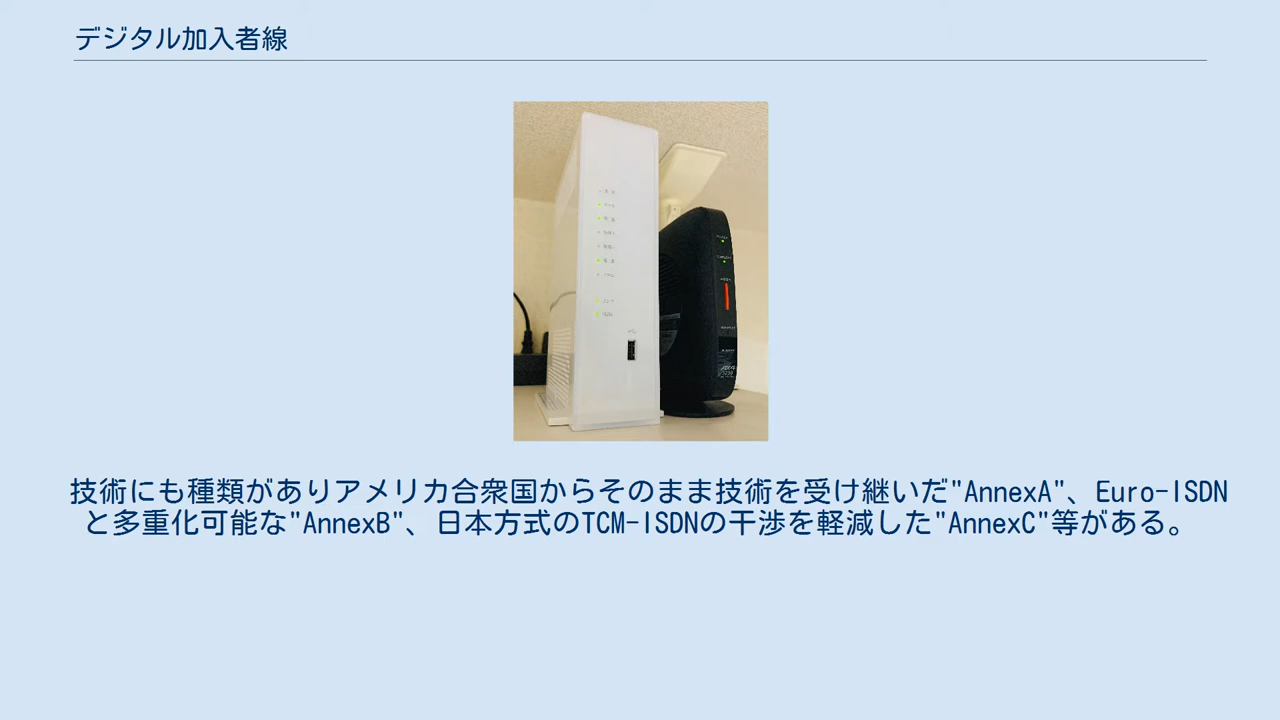 デジタル加入者線
技術にも種類がありアメリカ合衆国からそのまま技術を受け継いだ"AnnexA"、Euro-ISDN
と多重化可能な"AnnexB"、日本方式のTCM-ISDNの干渉を軽減した"AnnexC"等がある。